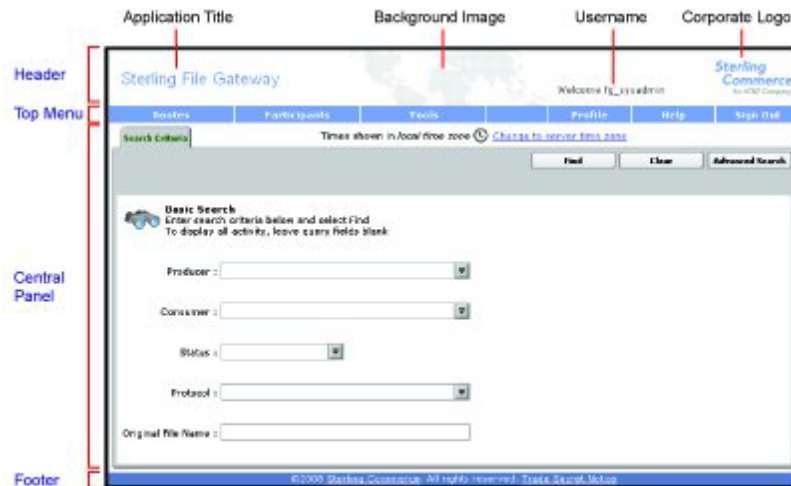 Application Title Background Image Username Corporate Logo
Header
Sterling File Gateway
Welcome fg_sysadmin
Sterling Commerce
An AT&T Company
Top Menu
Routes Participants Tools Profile Help Sign Out
Search Criteria
Times shown in local time zone Change to server time zone
Find Clear Advanced Search
Basic Search
Enter search criteria below and select Find
To display all activity, leave query fields blank
Central Panel
Producer :
Consumer :
Status :
Protocol :
Original File Name :
Footer
©2008 Sterling Commerce. All rights reserved. Trade Secret Notice